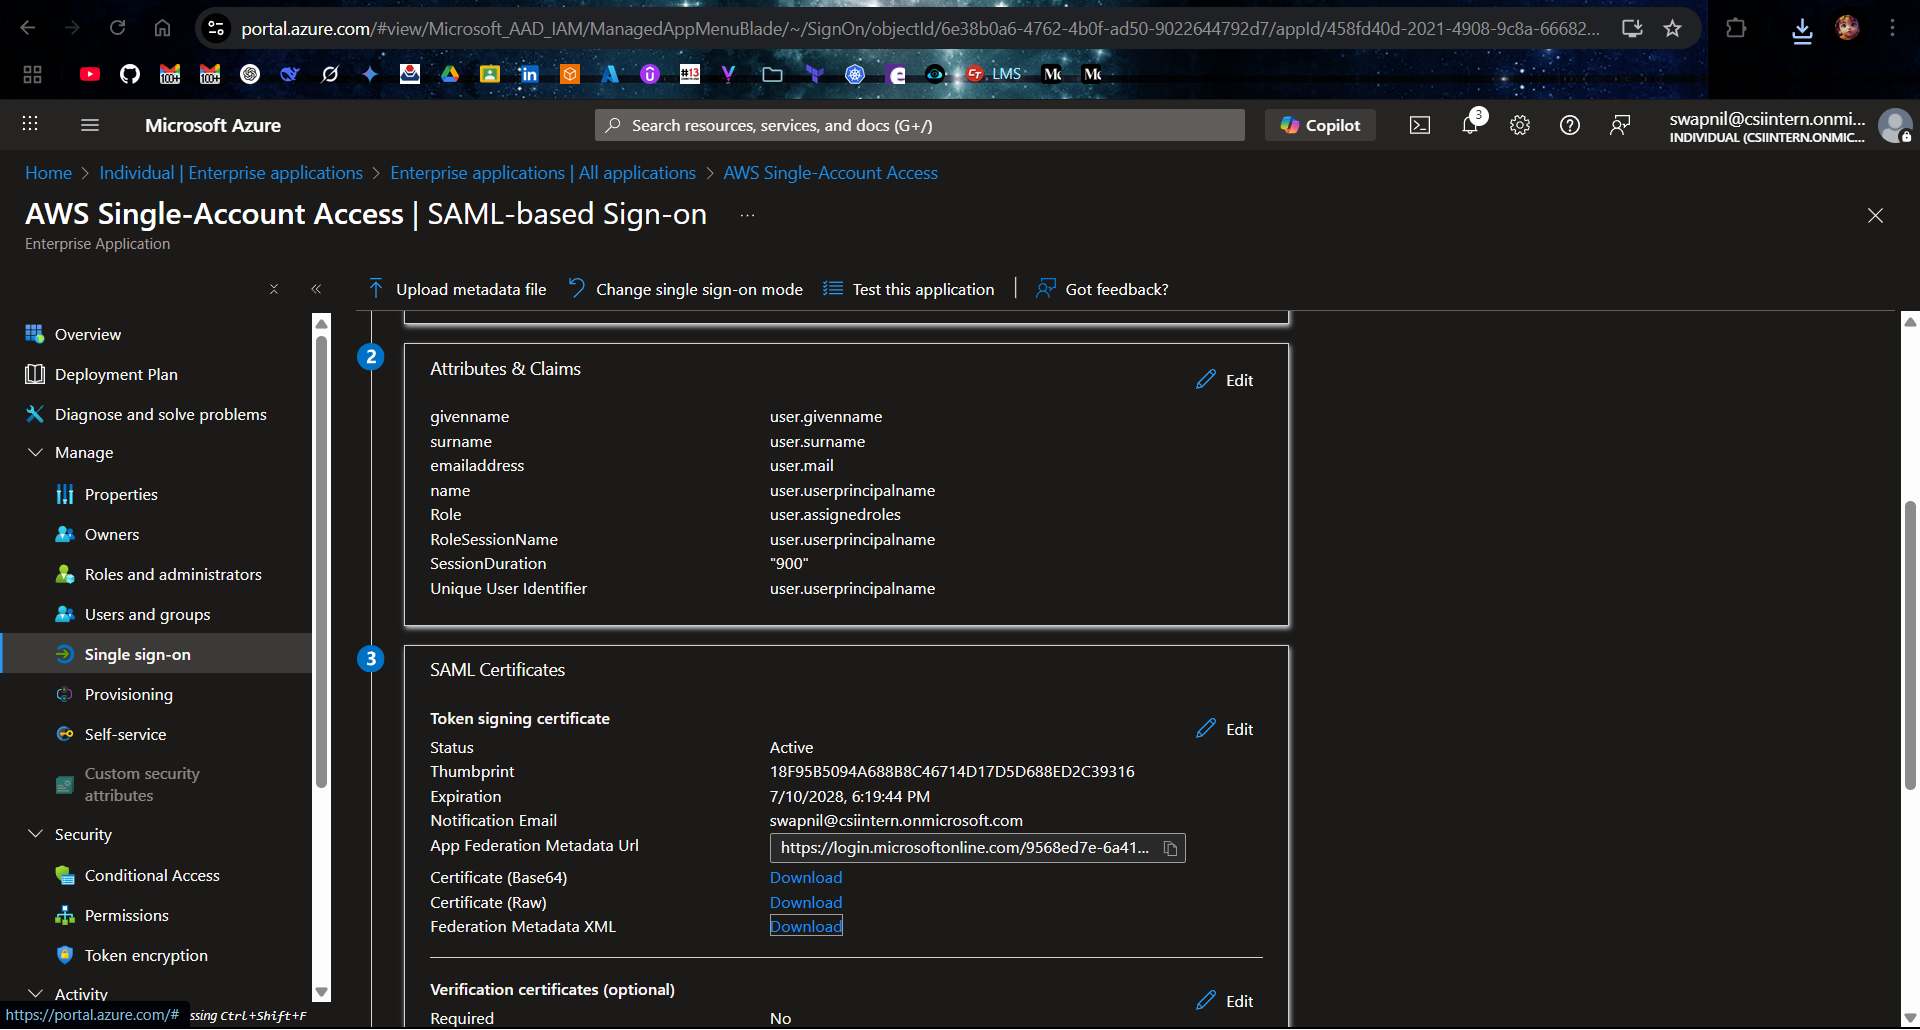 portal.azure.com/#view/Microsoft_AAD_IAM/ManagedAppMenuBlade/~/SignOn/objectId/6e38b0a6-4762-4b0f-ad50-9022644792d7/appId/458fd40d-2021-4908-9c8a-66682...
LMS
Microsoft Azure
Search resources, services, and docs (G+/)
Copilot
3
swapnil@csiintern.onmi...
INDIVIDUAL (CSIINTERN.ONMIC...
Home > Individual | Enterprise applications > Enterprise applications | All applications > AWS Single-Account Access
AWS Single-Account Access | SAML-based Sign-on ...
Enterprise Application
Upload metadata file Change single sign-on mode Test this application | Got feedback?
Overview
Deployment Plan
Diagnose and solve problems
Manage
Properties
Owners
Roles and administrators
Users and groups
Single sign-on
Provisioning
Self-service
Custom security
attributes
Security
Conditional Access
Permissions
Token encryption
Activity
https://portal.azure.com/# ssing Ctrl+Shift+F
2
Attributes & Claims
Edit
givenname user.givenname
surname user.surname
emailaddress user.mail
name user.userprincipalname
Role user.assignedroles
RoleSessionName user.userprincipalname
SessionDuration "900"
Unique User Identifier user.userprincipalname
3
SAML Certificates
Token signing certificate
Edit
Status Active
Thumbprint 18F95B5094A688B8C46714D17D5D688ED2C39316
Expiration 7/10/2028, 6:19:44 PM
Notification Email swapnil@csiintern.onmicrosoft.com
App Federation Metadata Url https://login.microsoftonline.com/9568ed7e-6a41...
Certificate (Base64) Download
Certificate (Raw) Download
Federation Metadata XML Download
Verification certificates (optional)
Edit
Required No